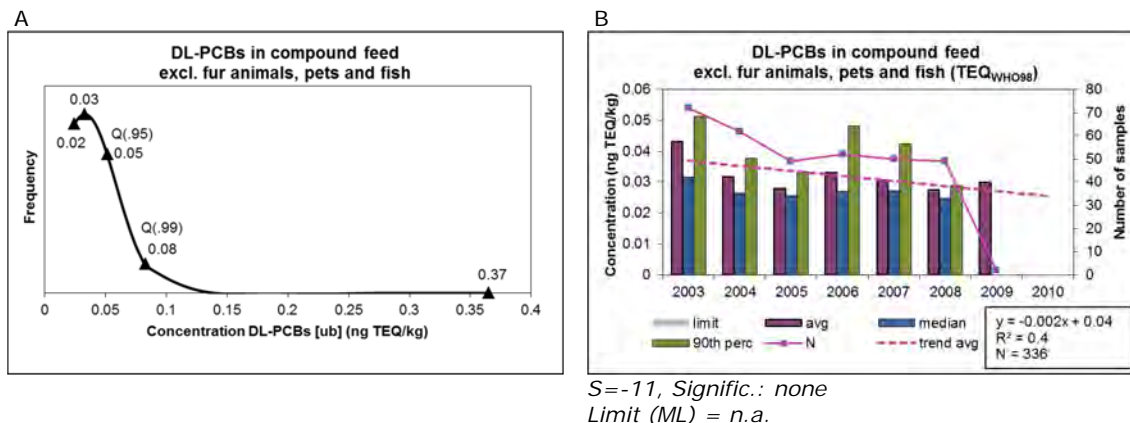 A
DL-PCBs in compound feed
excl. fur animals, pets and fish
Frequency
0.03
0.02
Q(.95)
0.05
Q(.99)
0.08
0.37
0 0.05 0.1 0.15 0.2 0.25 0.3 0.35 0.4
Concentration DL-PCBs [ub] (ng TEQ/kg)
B
DL-PCBs in compound feed
excl. fur animals, pets and fish (TEQWHO98)
Concentration (ng TEQ/kg)
0.06
0.05
0.04
0.03
0.02
0.01
0
80
70
60
50
40
30
20
10
0
Number of samples
2003 2004 2005 2006 2007 2008 2009 2010
limit avg median
90th perc N trend avg
y = -0.002x + 0.04
R² = 0.4
N = 336
S=-11, Signific.: none
Limit (ML) = n.a.